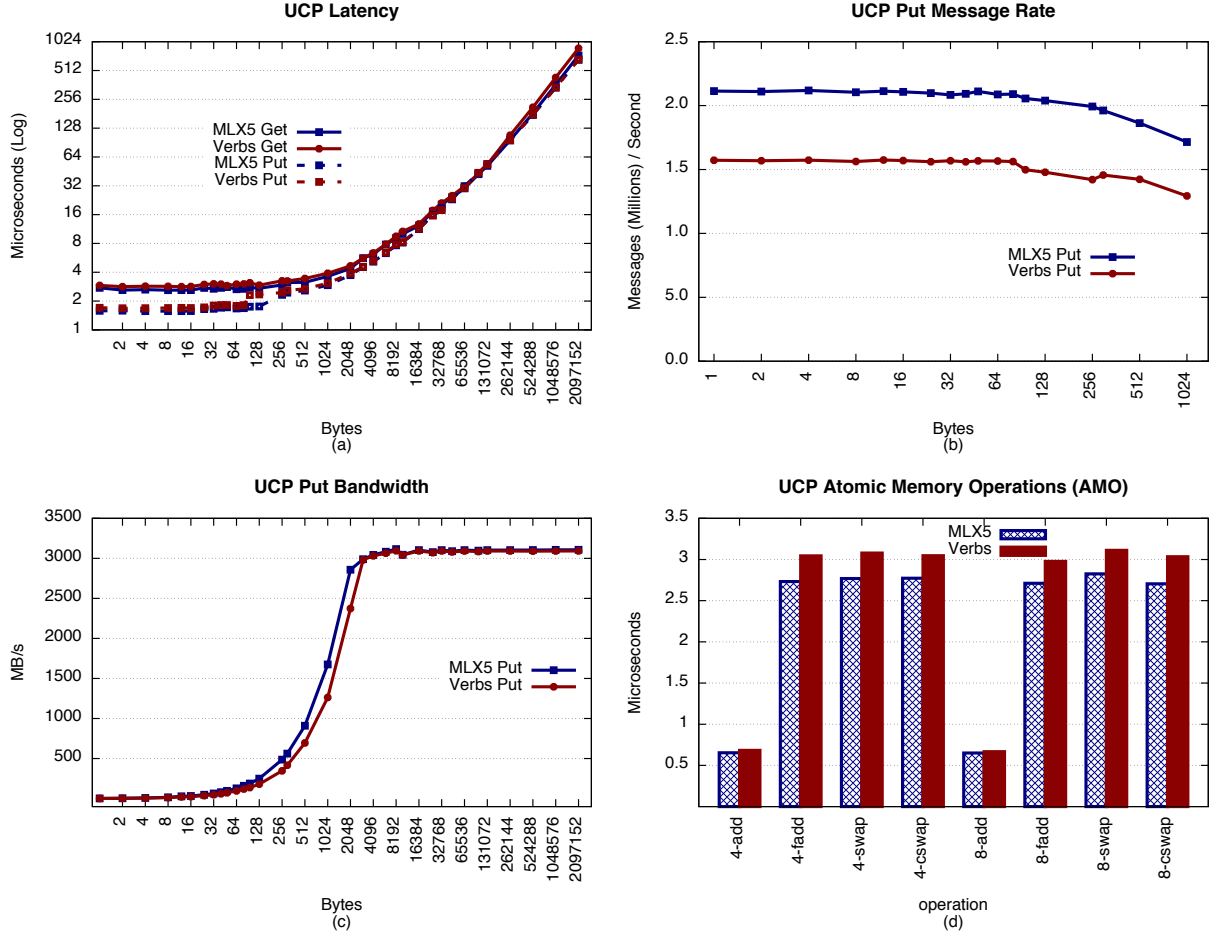 UCP Latency
1024
512
256
128
64
32
16
8
4
2
1
Microseconds (Log)
MLX5 Get
Verbs Get
MLX5 Put
Verbs Put
2 4 8 16 32 64 128 256 512 1024 2048 4096 8192 16384 32768 65536 131072 262144 524288 1048576 2097152
Bytes
(a)
UCP Put Message Rate
2.5
2.0
1.5
2.0
5.0
0.0
Messages (Millions) / Second
MLX5 Put
Verbs Put
1 2 4 8 16 32 64 128 256 512 1024
Bytes
(b)
UCP Put Bandwidth
3500
3000
2000
3000
2000
1000
500
MB/s
MLX5 Put
Verbs Put
2 4 8 16 32 64 128 256 512 1024 2048 4096 8192 16384 32768 65536 131072 262144 524288 1048576 2097152
Bytes
(c)
UCP Atomic Memory Operations (AMO)
3.5
3
2.5
2
3
1
0.5
Microseconds
MLX5
Verbs
4-add 4-fadd 4-swap 4-cswap 8-add 8-fadd 8-swap 8-cswap
operation
(d)